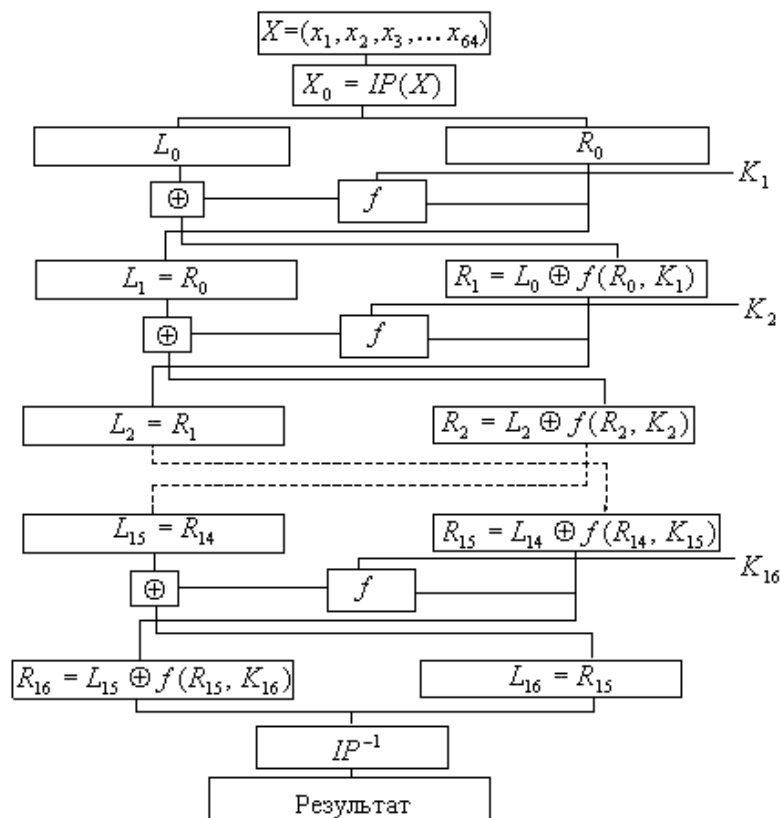 X=(x₁, x₂, x₃, ... x₆₄)
X₀ = IP(X)
L₀
R₀
K₁
⊕
f
L₁ = R₀
R₁ = L₀ ⊕ f(R₀, K₁)
K₂
⊕
f
L₂ = R₁
R₂ = L₂ ⊕ f(R₂, K₂)
L₁₅ = R₁₄
R₁₅ = L₁₄ ⊕ f(R₁₄, K₁₅)
K₁₆
⊕
f
R₁₆ = L₁₅ ⊕ f(R₁₅, K₁₆)
L₁₆ = R₁₅
IP⁻¹
Результат